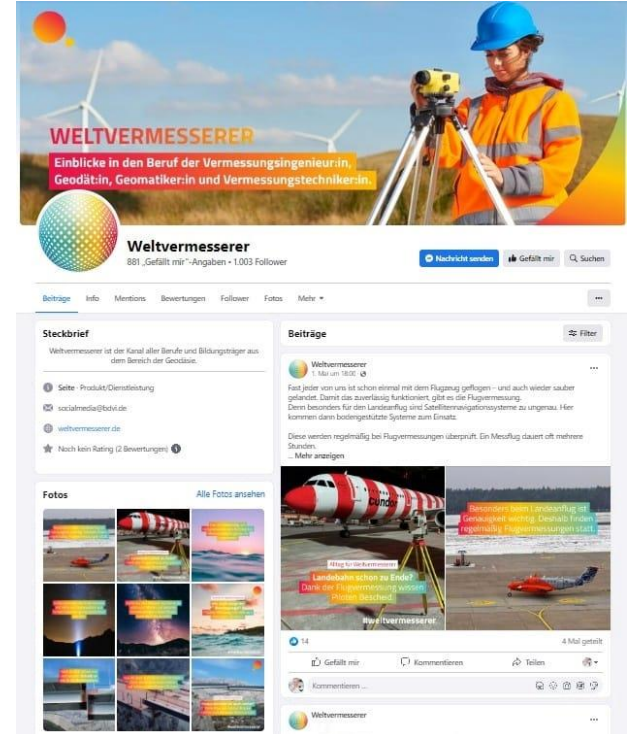 WELTVERMESSERER
Einblicke in den Beruf der Vermessungsingenieur:in,
Geodät:in, Geomatiker:in und Vermessungstechniker:in.
Weltvermesserer
881 „Gefällt mir“-Angaben • 1.003 Follower
Nachricht senden
Gefällt mir
Suchen
Beiträge
Info
Mentions
Bewertungen
Follower
Fotos
Mehr
Steckbrief
Weltvermesserer ist der Kanal aller Berufe und Bildungsträger aus
dem Bereich der Geodäsie.
Seite · Produkt/Dienstleistung
socialmedia@bdvi.de
weltvermesserer.de
Noch kein Rating (2 Bewertungen)
Fotos
Alle Fotos ansehen
Beiträge
Filter
Weltvermesserer
1. Mai um
Fast jeder von uns ist schon einmal mit dem Flugzeug geflogen – und auch wieder sauber
gelandet. Damit das zuverlässig funktioniert, gibt es die Flugvermessung.
Denn besonders für den Landeanflug sind Satellitennavigationssysteme zu ungenau. Hier
kommen dann bodengestützte Systeme zum Einsatz.
Diese werden regelmäßig bei Flugvermessungen überprüft. Ein Messflug dauert oft mehrere
Stunden.
... Mehr anzeigen
condor
Alltag für Weltvermesserer
Landebahn schon zu Ende?
Dank der Flugvermessung wissen
Piloten Bescheid.
#weltvermesserer
Besonders beim Landeanflug ist
Genauigkeit wichtig. Deshalb finden
regelmäßig Flugvermessungen statt.
14
4 Mal geteilt
Gefällt mir
Kommentieren
Teilen
Kommentieren ...
Weltvermesserer